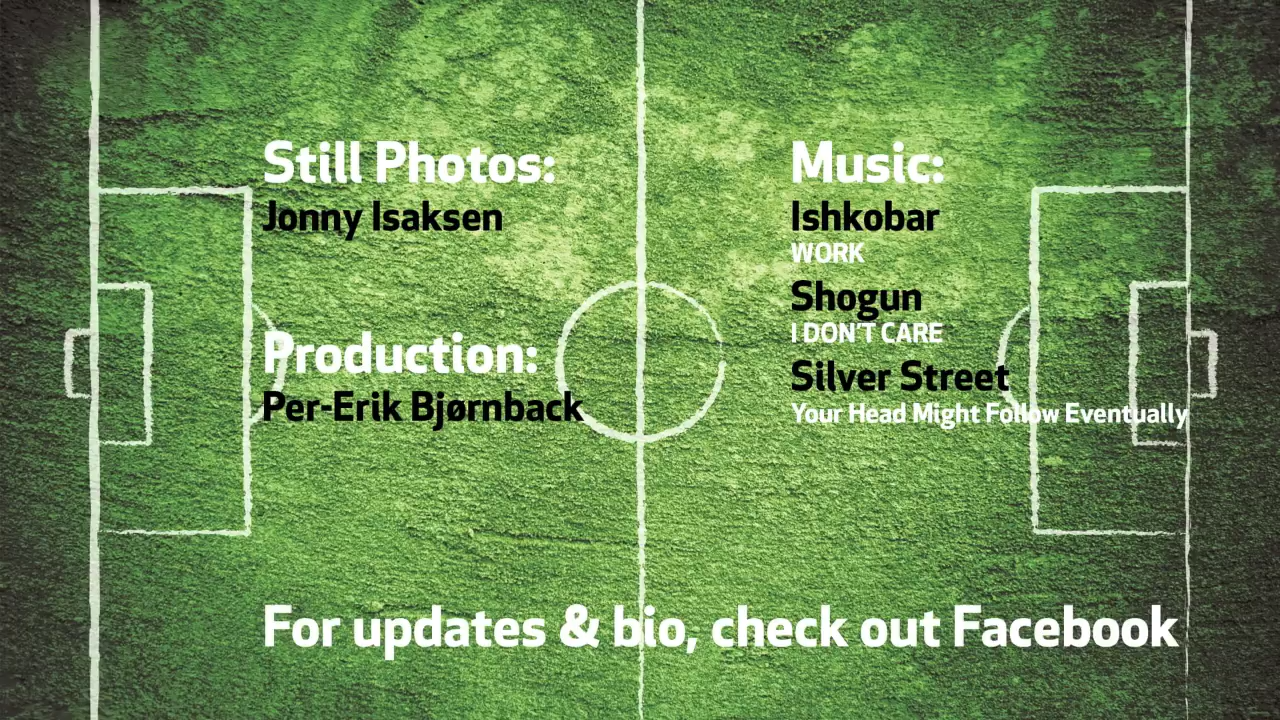 Still Photos:
Jonny Isaksen
Production:
Per-Erik Bjørnback
Music:
Ishkobar
WORK
Shogun
I DON'T CARE
Silver Street
Your Head Might Follow Eventually
For updates & bio, check out Facebook